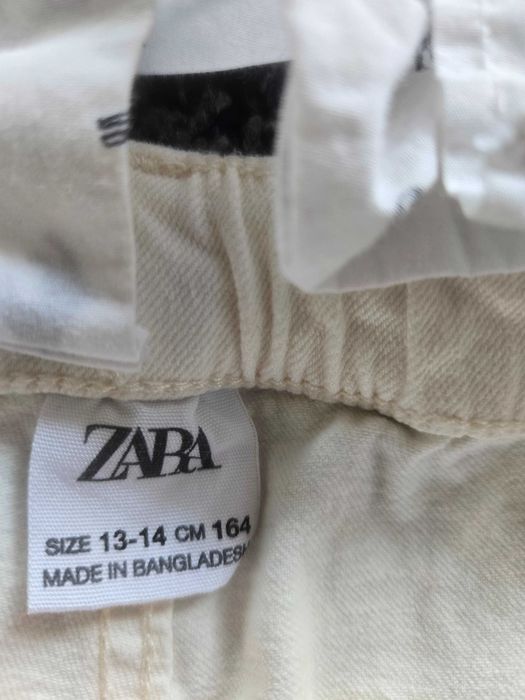 ZARA
SIZE 13-14 CM 164
MADE IN BANGLADESH